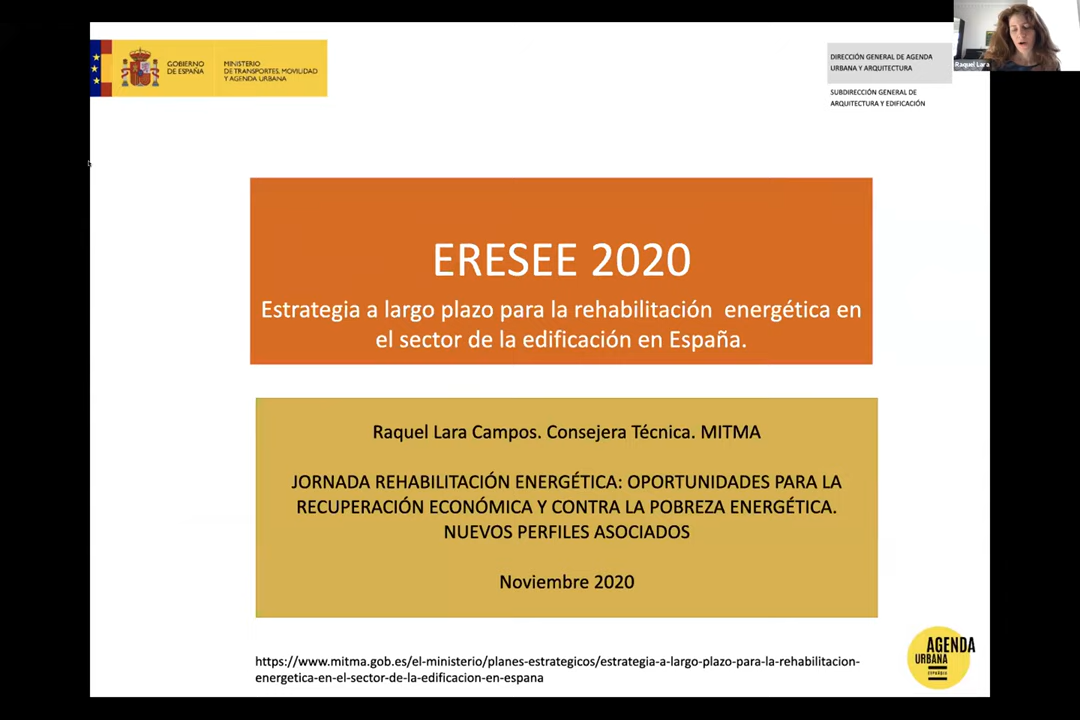 GOBIERNO
DE ESPAÑA
MINISTERIO
DE TRANSPORTES, MOVILIDAD
Y AGENDA URBANA
DIRECCIÓN GENERAL DE AGENDA
URBANA Y ARQUITECTURA
SUBDIRECCIÓN GENERAL DE
ARQUITECTURA Y EDIFICACIÓN
Raquel Lara
ERESEE 2020
Estrategia a largo plazo para la rehabilitación energética en
el sector de la edificación en España.
Raquel Lara Campos. Consejera Técnica. MITMA
JORNADA REHABILITACIÓN ENERGÉTICA: OPORTUNIDADES PARA LA
RECUPERACIÓN ECONÓMICA Y CONTRA LA POBREZA ENERGÉTICA.
NUEVOS PERFILES ASOCIADOS
Noviembre 2020
https://www.mitma.gob.es/el-ministerio/planes-estrategicos/estrategia-a-largo-plazo-para-la-rehabilitacion-
energetica-en-el-sector-de-la-edificacion-en-espana
AGENDA
URBANA
ESPAÑOLA